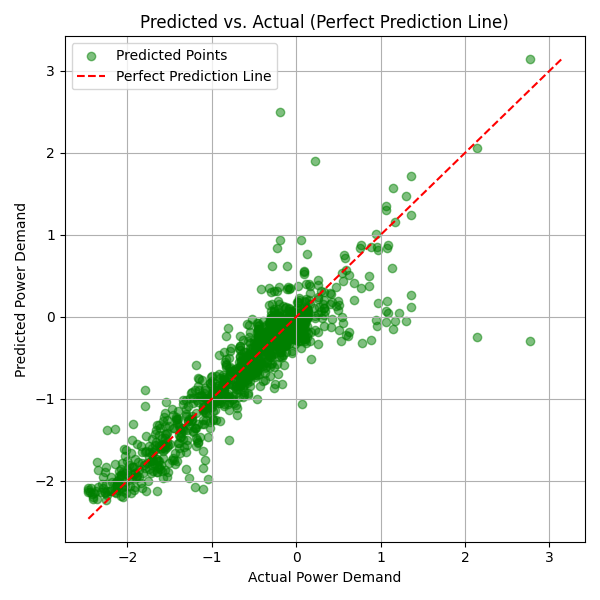 Predicted vs. Actual (Perfect Prediction Line)
Predicted Points
Perfect Prediction Line
3
2
1
0
−1
−2
Predicted Power Demand
−2 −1 0 1 2 3
Actual Power Demand